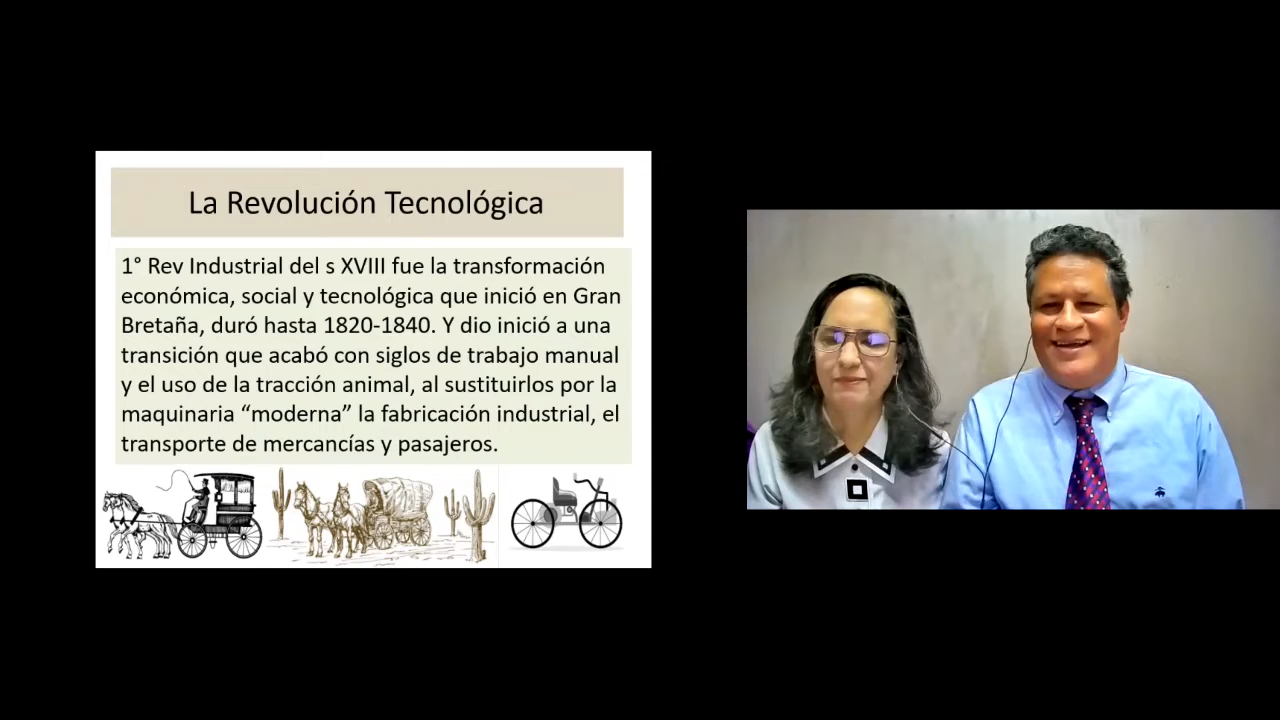 La Revolución Tecnológica
1° Rev Industrial del s XVIII fue la transformación
económica, social y tecnológica que inició en Gran
Bretaña, duró hasta 1820-1840. Y dio inició a una
transición que acabó con siglos de trabajo manual
y el uso de la tracción animal, al sustituirlos por la
maquinaria “moderna” la fabricación industrial, el
transporte de mercancías y pasajeros.